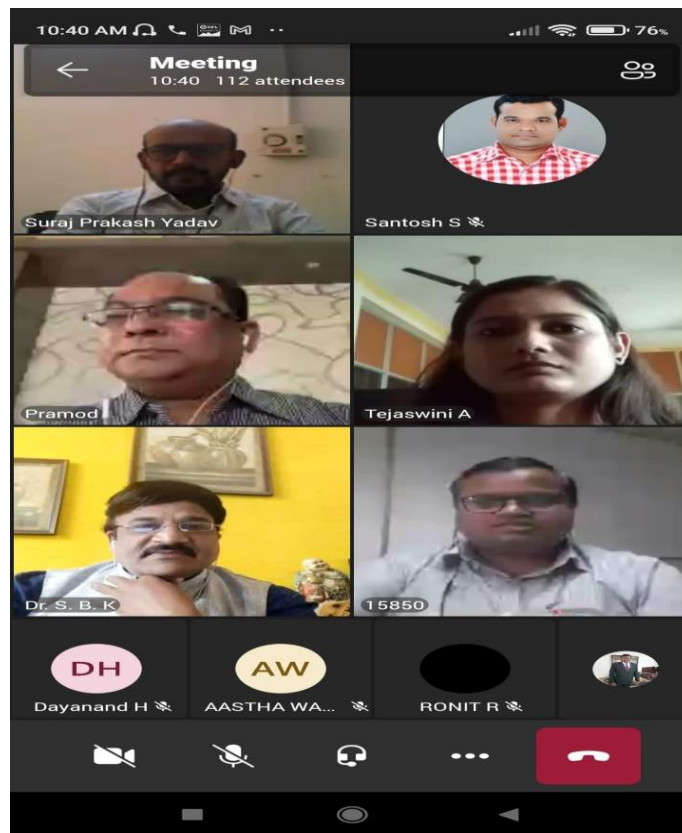 10:40 AM
76%
Meeting
10:40 112 attendees
Suraj Prakash Yadav
Santosh S
Pramod
Tejaswini A
Dr. S. B. K
15850
DH
AW
Dayanand H
AASTHA WA...
RONIT R